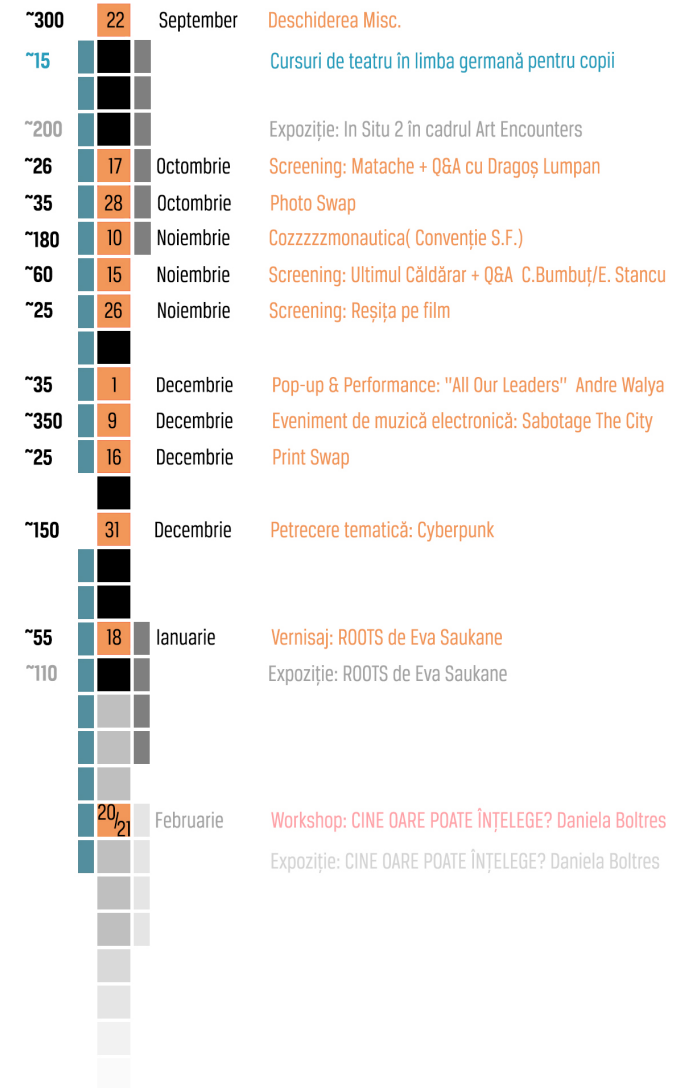 ~300 22 September Deschiderea Misc.
~15 Cursuri de teatru în limba germană pentru copii
~200 Expoziție: In Situ 2 în cadrul Art Encounters
~26 17 Octombrie Screening: Matache + Q&A cu Dragoș Lumpan
~35 28 Octombrie Photo Swap
~180 10 Noiembrie Cozzzzzmonautica( Convenție S.F.)
~60 15 Noiembrie Screening: Ultimul Căldărar + Q&A C.Bumbuț/E. Stancu
~25 26 Noiembrie Screening: Reșița pe film
~35 1 Decembrie Pop-up & Performance: "All Our Leaders" Andre Walya
~350 9 Decembrie Eveniment de muzică electronică: Sabotage The City
~25 16 Decembrie Print Swap
~150 31 Decembrie Petrecere tematică: Cyberpunk
~55 18 Ianuarie Vernisaj: ROOTS de Eva Saukane
~110 Expoziție: ROOTS de Eva Saukane
20/21 Februarie Workshop: CINE OARE POATE ÎNȚELEGE? Daniela Boltres
Expoziție: CINE OARE POATE ÎNȚELEGE? Daniela Boltres